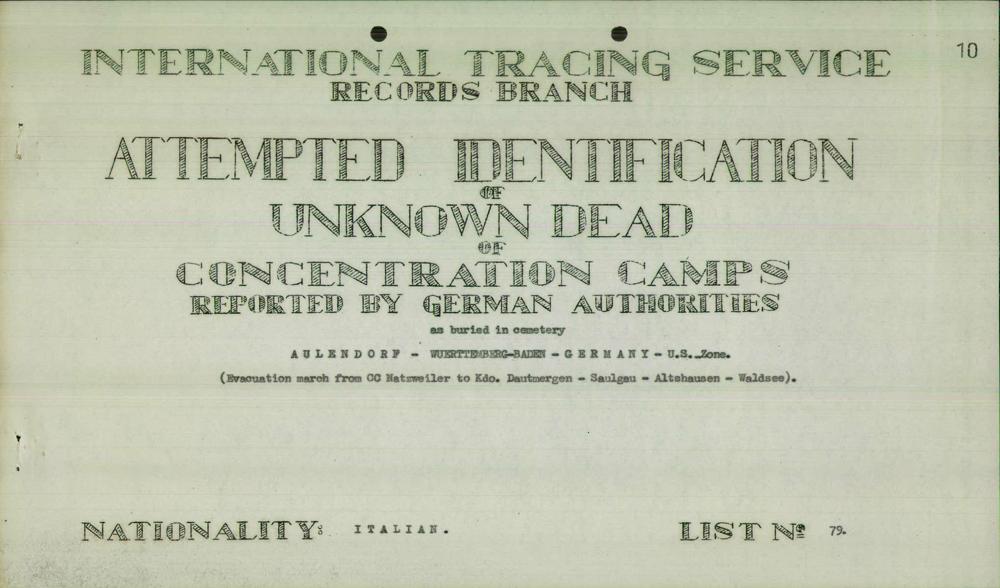 10
INTERNATIONAL TRACING SERVICE
RECORDS BRANCH
ATTEMPTED IDENTIFICATION
OF
UNKNOWN DEAD
OF
CONCENTRATION CAMPS
REPORTED BY GERMAN AUTHORITIES
as buried in cemetery
AULENDORF - WUERTTEMBERG-BADEN - GERMANY - U.S. Zone.
(Evacuation march from CC Natzweiler to Kdo. Dautmergen - Saulgau - Altshausen - Waldsee).
NATIONALITY: ITALIAN. LIST Nº 79.